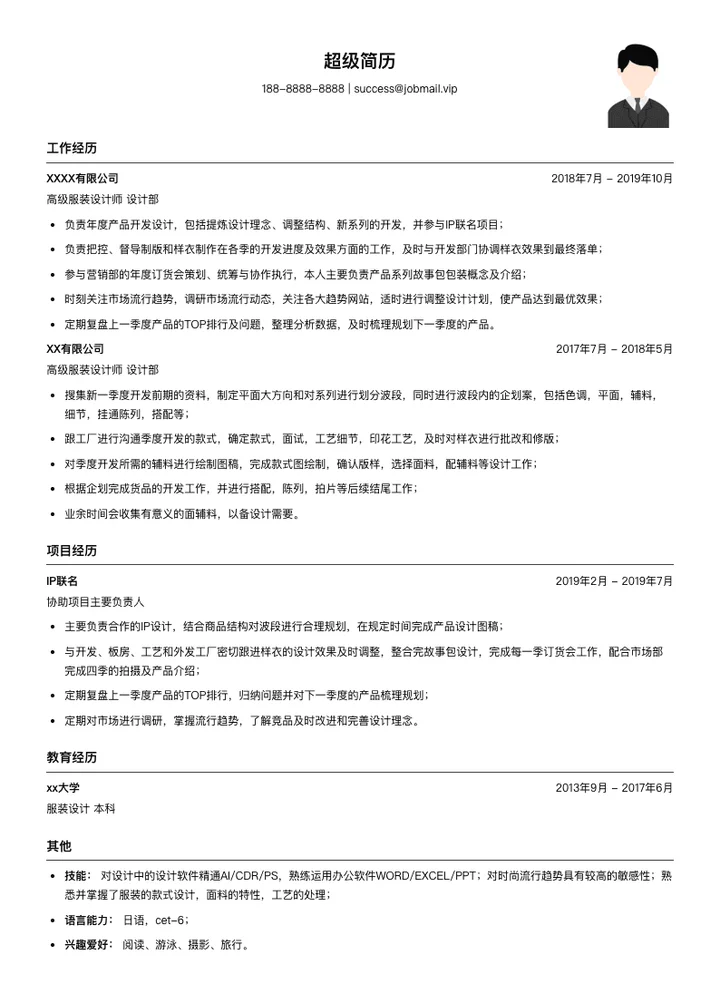 超级简历
188-8888-8888 | success@jobmail.vip
工作经历
XXXX有限公司 2018年7月 – 2019年10月
高级服装设计师 设计部
• 负责年度产品开发设计，包括提炼设计理念、调整结构、新系列的开发，并参与IP联名项目；
• 负责把控、督导制版和样衣制作在各季的开发进度及效果方面的工作，及时与开发部门协调样衣效果到最终落单；
• 参与营销部的年度订货会策划、统筹与协作执行，本人主要负责产品系列故事包包装概念及介绍；
• 时刻关注市场流行趋势，调研市场流行动态，关注各大趋势网站，适时进行调整设计计划，使产品达到最优效果；
• 定期复盘上一季度产品的TOP排行及问题，整理分析数据，及时梳理规划下一季度的产品。
XX有限公司 2017年7月 – 2018年5月
高级服装设计师 设计部
• 搜集新一季度开发前期的资料，制定平面大方向和对系列进行划分波段，同时进行波段内的企划案，包括色调，平面，辅料，
细节，挂通陈列，搭配等；
• 跟工厂进行沟通季度开发的款式，确定款式，面试，工艺细节，印花工艺，及时对样衣进行批改和修版；
• 对季度开发所需的辅料进行绘制图稿，完成款式图绘制，确认版样，选择面料，配辅料等设计工作；
• 根据企划完成货品的开发工作，并进行搭配，陈列，拍片等后续结尾工作；
• 业余时间会收集有意义的面辅料，以备设计需要。
项目经历
IP联名 2019年2月 – 2019年7月
协助项目主要负责人
• 主要负责合作的IP设计，结合商品结构对波段进行合理规划，在规定时间完成产品设计图稿；
• 与开发、板房、工艺和外发工厂密切跟进样衣的设计效果及时调整，整合完故事包设计，完成每一季订货会工作，配合市场部
完成四季的拍摄及产品介绍；
• 定期复盘上一季度产品的TOP排行，归纳问题并对下一季度的产品梳理规划；
• 定期对市场进行调研，掌握流行趋势，了解竞品及时改进和完善设计理念。
教育经历
xx大学 2013年9月 – 2017年6月
服装设计 本科
其他
• 技能： 对设计中的设计软件精通AI/CDR/PS，熟练运用办公软件WORD/EXCEL/PPT；对时尚流行趋势具有较高的敏感性；熟
悉并掌握了服装的款式设计，面料的特性，工艺的处理；
• 语言能力： 日语，cet-6；
• 兴趣爱好： 阅读、游泳、摄影、旅行。